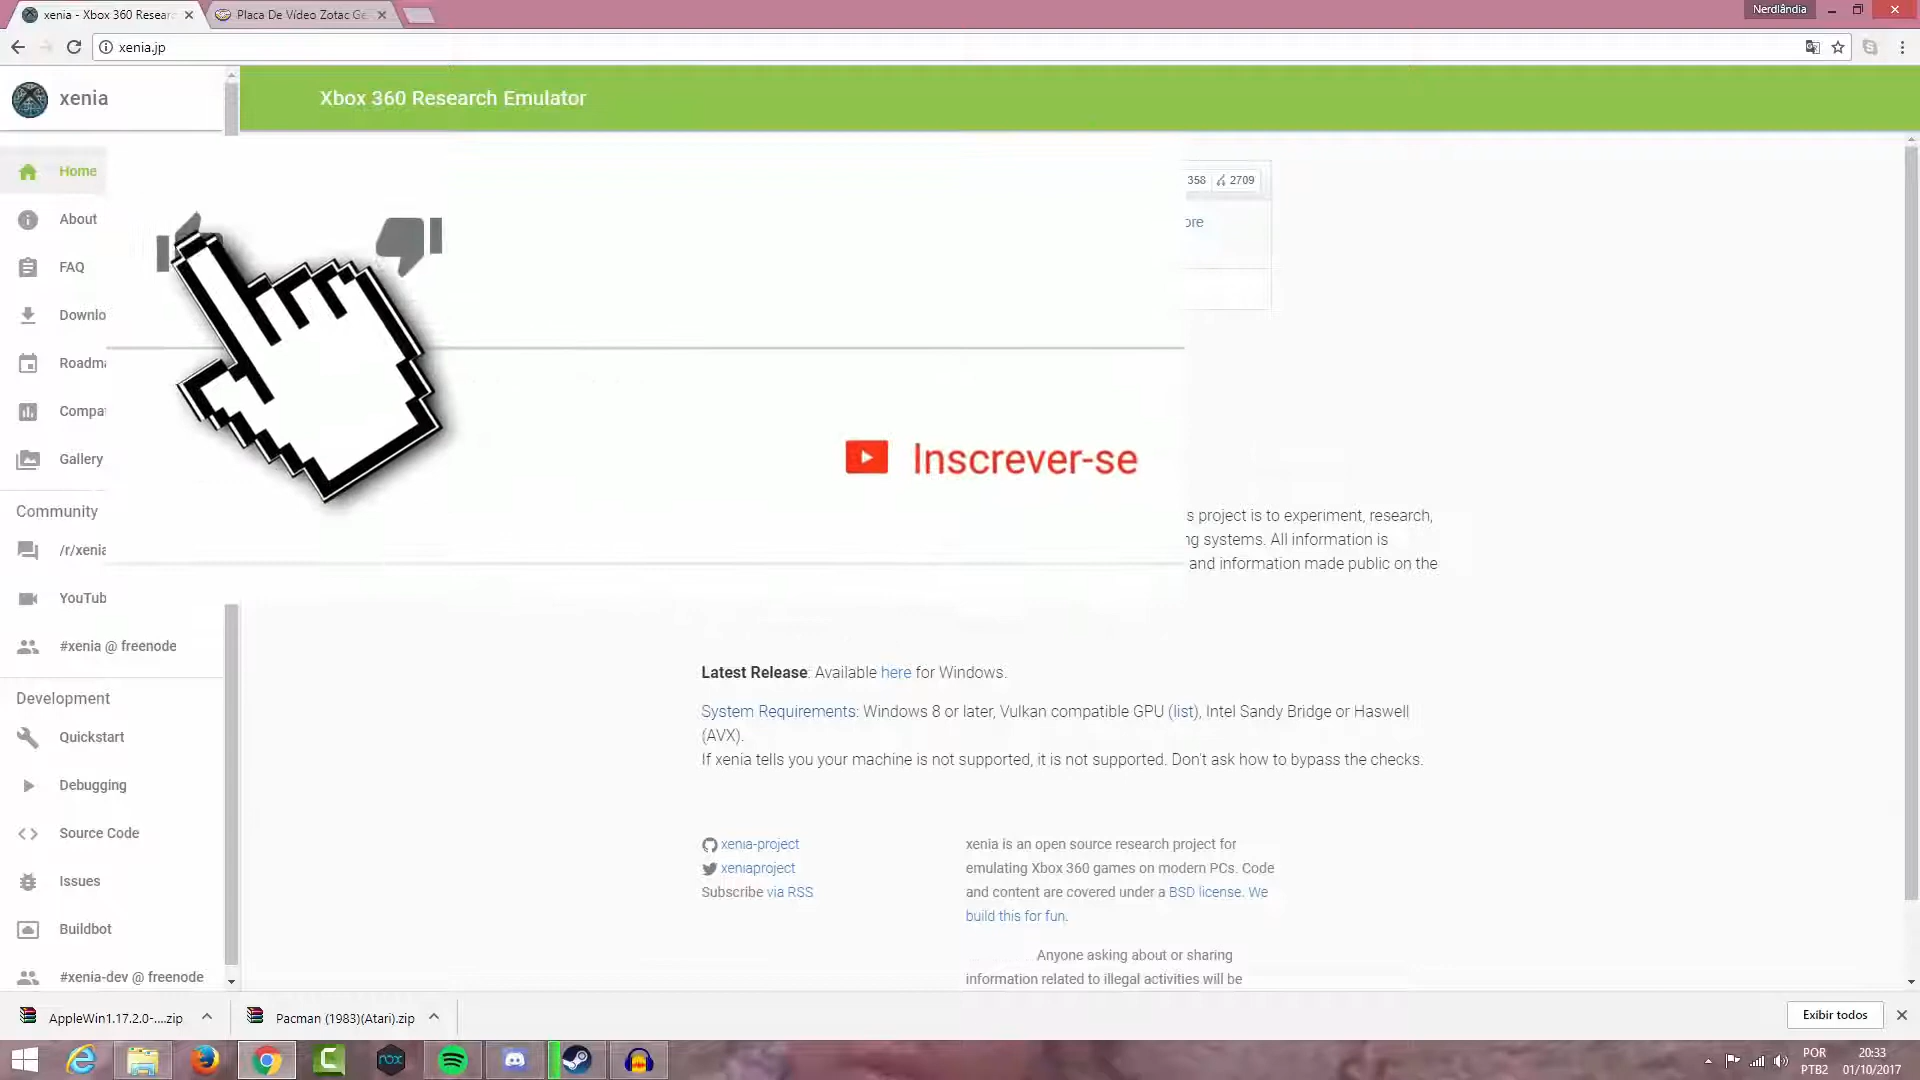 xenia - Xbox 360 Resear
Placa De Vídeo Zotac Ge
Nerdlândia
xenia.jp
xenia
Xbox 360 Research Emulator
Home
358
2709
About
ore
FAQ
Downlo
Roadma
Compa
Gallery
Inscrever-se
Community
s project is to experiment, research,
ng systems. All information is
/r/xenia
and information made public on the
YouTub
#xenia @ freenode
Latest Release: Available here for Windows.
Development
System Requirements: Windows 8 or later, Vulkan compatible GPU (list), Intel Sandy Bridge or Haswell
(AVX).
Quickstart
If xenia tells you your machine is not supported, it is not supported. Don't ask how to bypass the checks.
Debugging
Source Code
xenia-project
xeniaproject
Subscribe via RSS
xenia is an open source research project for
emulating Xbox 360 games on modern PCs. Code
and content are covered under a BSD license. We
build this for fun.
Issues
Buildbot
Anyone asking about or sharing
information related to illegal activities will be
#xenia-dev @ freenode
AppleWin1.17.2.0-....zip
Pacman (1983)(Atari).zip
Exibir todos
nox
POR
PTB2
20:33
01/10/2017